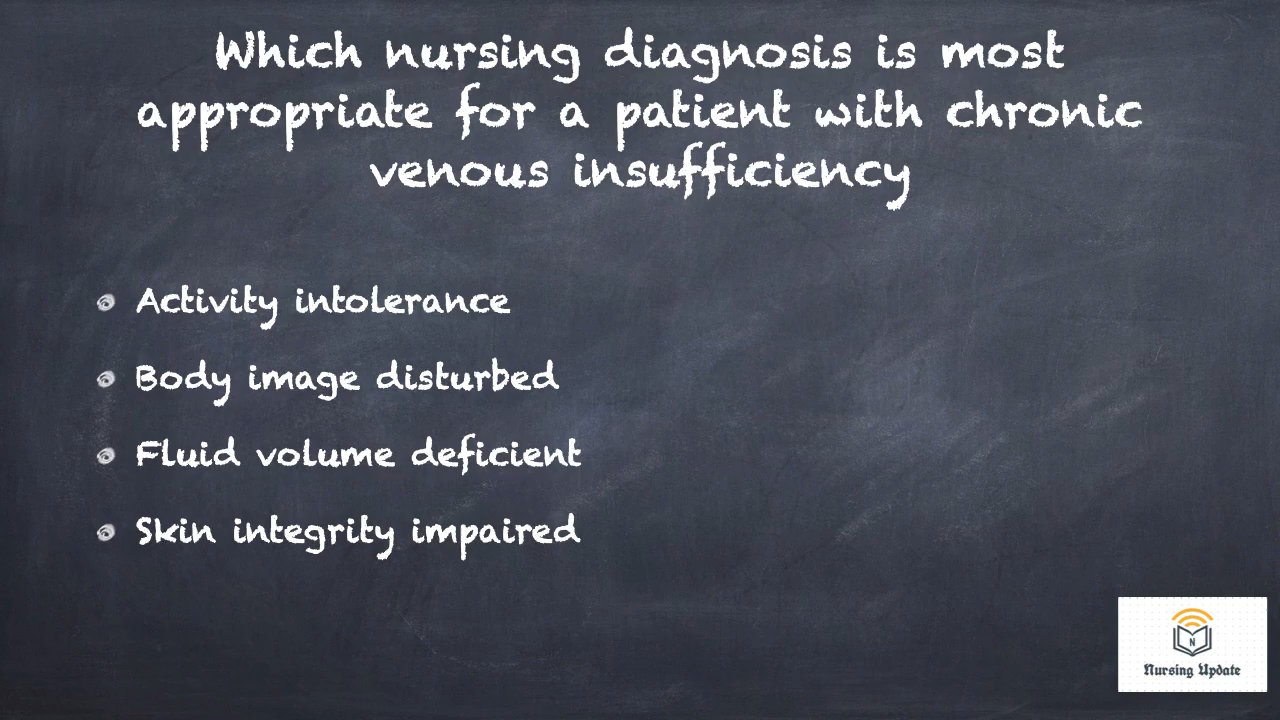 Which nursing diagnosis is most
appropriate for a patient with chronic
venous insufficiency
Activity intolerance
Body image disturbed
Fluid volume deficient
Skin integrity impaired
N
Nursing Update